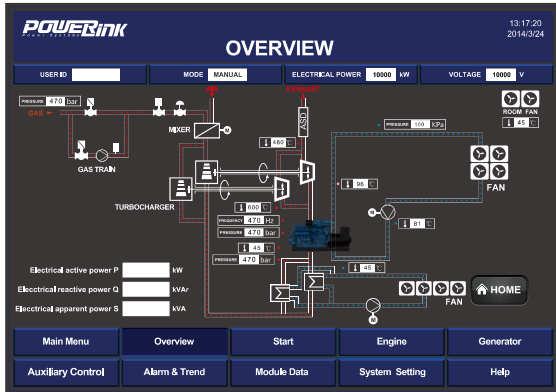 POWERlink
Power Systems
13:17:20
2014/3/24
OVERVIEW
USER ID
MODE MANUAL
ELECTRICAL POWER 10000 kW
VOLTAGE 10000 V
AIR
EXHAUST
PRESSURE 470 bar
GAS
MIXER
M
ASD
GAS TRAIN
TURBOCHARGER
480 °C
PRESSURE 100 KPa
ROOM FAN
45 °C
FAN
96 °C
M
81 °C
600 °C
FREQUENCY 470 Hz
PRESSURE 470 bar
45 °C
PRESSURE 470 bar
45 °C
Electrical active power P kW
Elecctrical reactive power Q kVAr
Elecctrical apparent power S kVA
M
FAN
HOME
Main Menu
Overview
Start
Engine
Generator
Auxiliary Control
Alarm & Trend
Module Data
System Setting
Help